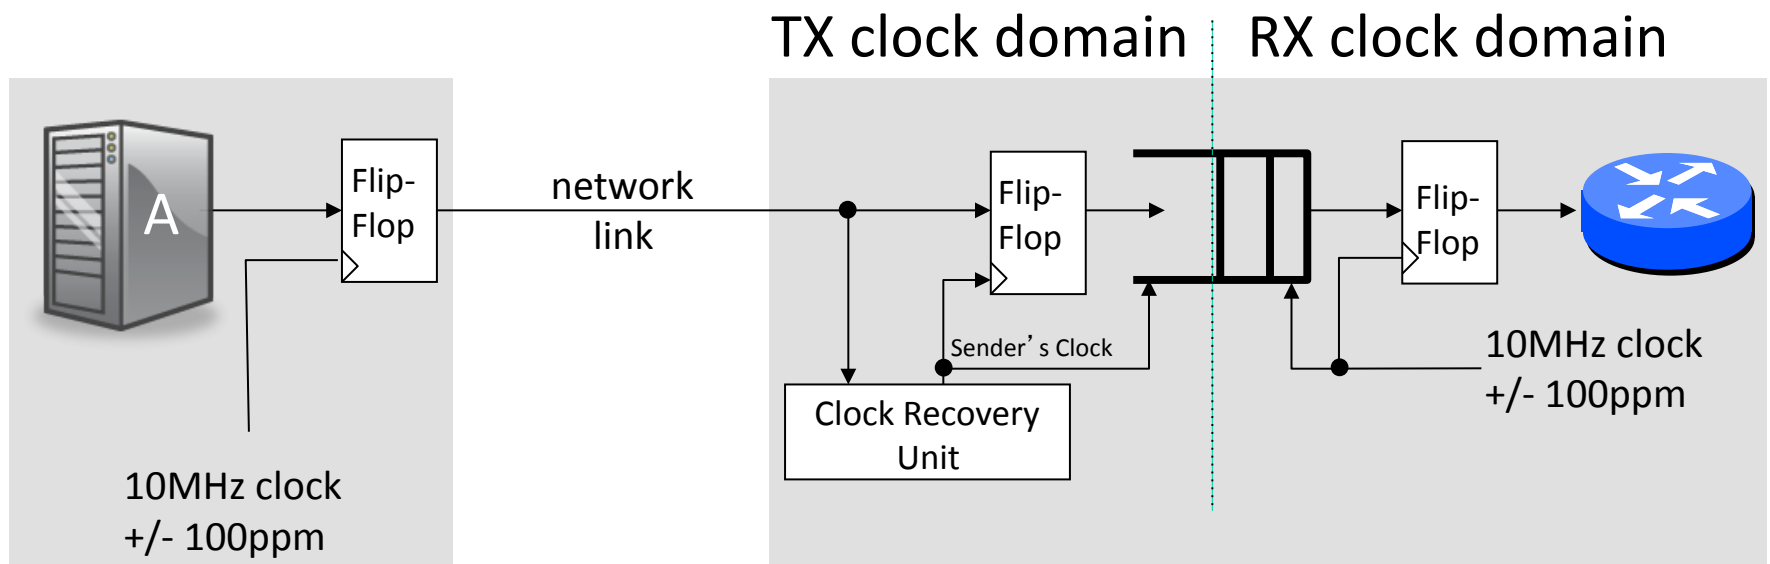 TX clock domain
RX clock domain
A
Flip-
Flop
network
link
Flip-
Flop
Flip-
Flop
Sender's Clock
Clock Recovery
Unit
10MHz clock
+/- 100ppm
10MHz clock
+/- 100ppm